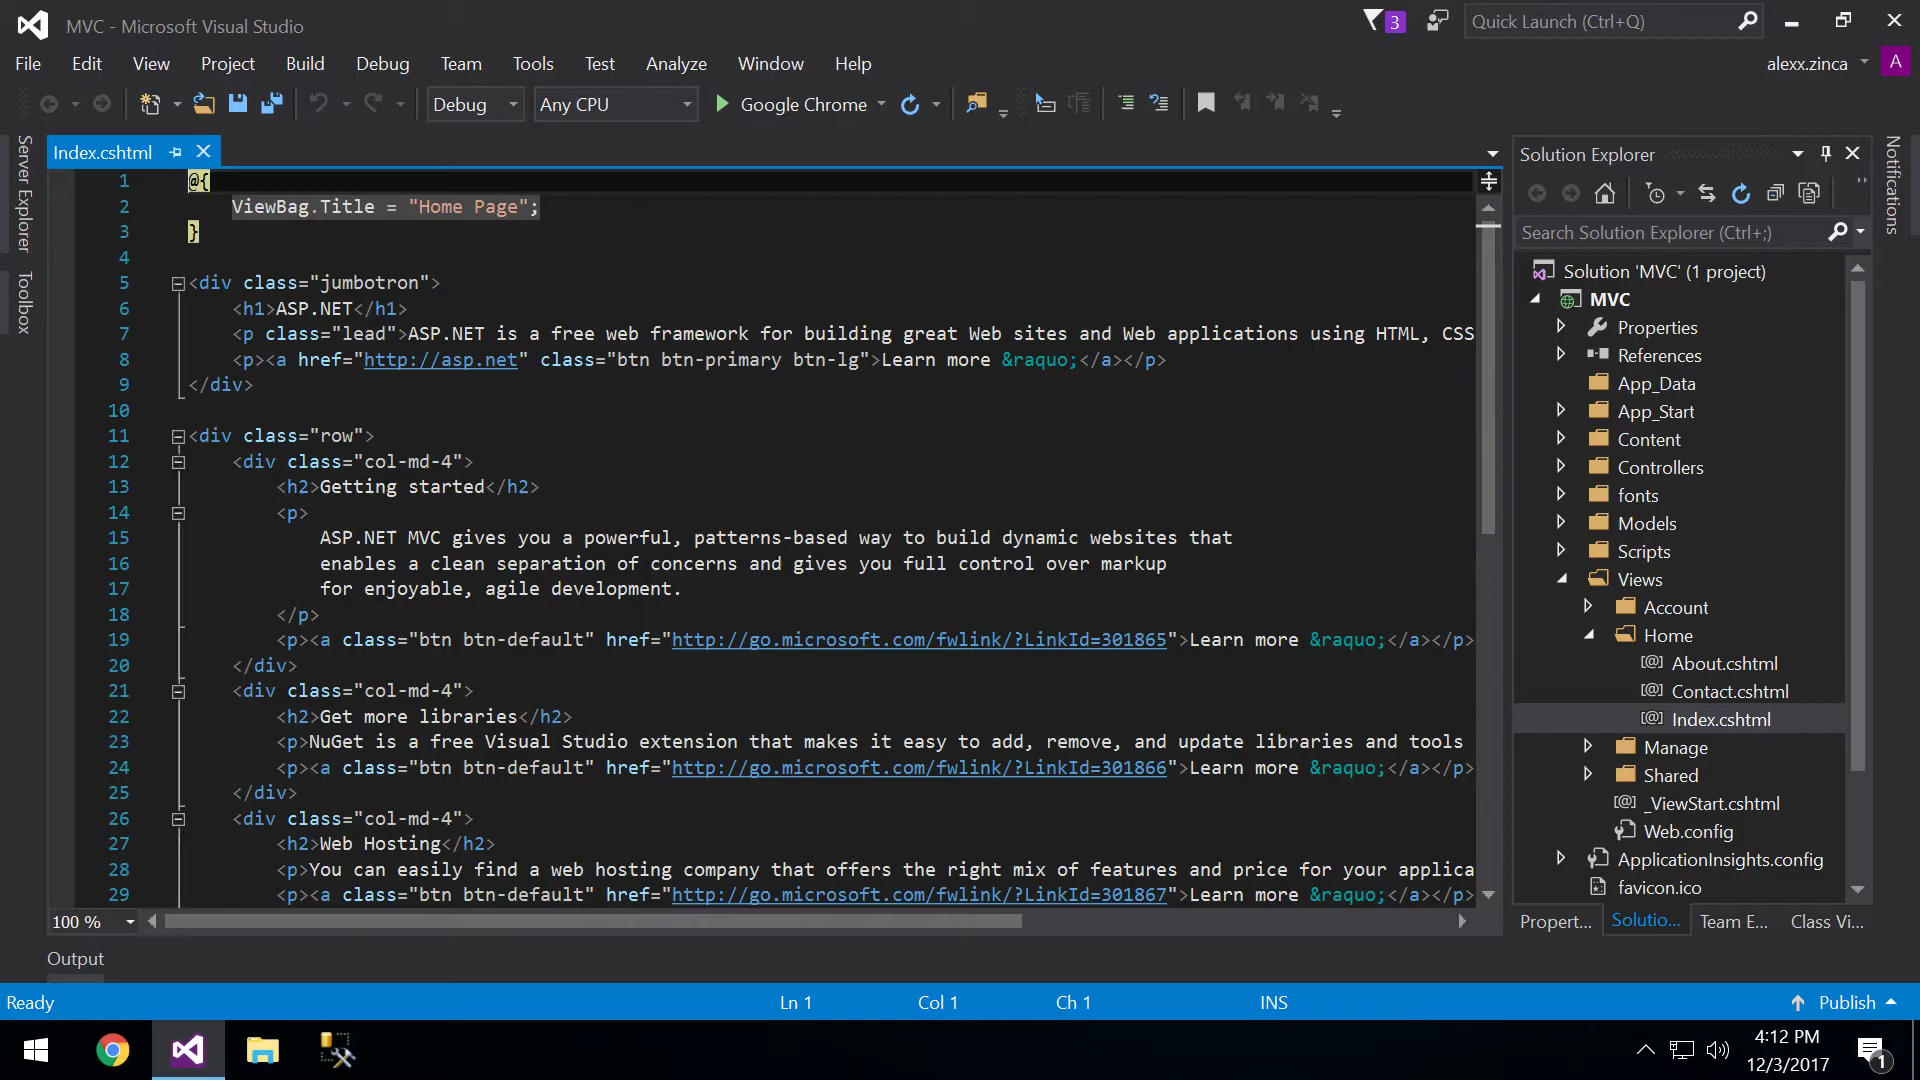 MVC - Microsoft Visual Studio
3
Quick Launch (Ctrl+Q)
File Edit View Project Build Debug Team Tools Test Analyze Window Help
alexx.zinca
A
Debug
Any CPU
Google Chrome
Server Explorer
Toolbox
Index.cshtml
1 @{
2 ViewBag.Title = "Home Page";
3 }
4
5 <div class="jumbotron">
6 <h1>ASP.NET</h1>
7 <p class="lead">ASP.NET is a free web framework for building great Web sites and Web applications using HTML, CSS
8 <p><a href="http://asp.net" class="btn btn-primary btn-lg">Learn more &raquo;</a></p>
9 </div>
10
11 <div class="row">
12 <div class="col-md-4">
13 <h2>Getting started</h2>
14 <p>
15 ASP.NET MVC gives you a powerful, patterns-based way to build dynamic websites that
16 enables a clean separation of concerns and gives you full control over markup
17 for enjoyable, agile development.
18 </p>
19 <p><a class="btn btn-default" href="http://go.microsoft.com/fwlink/?LinkId=301865">Learn more &raquo;</a></p>
20 </div>
21 <div class="col-md-4">
22 <h2>Get more libraries</h2>
23 <p>NuGet is a free Visual Studio extension that makes it easy to add, remove, and update libraries and tools
24 <p><a class="btn btn-default" href="http://go.microsoft.com/fwlink/?LinkId=301866">Learn more &raquo;</a></p>
25 </div>
26 <div class="col-md-4">
27 <h2>Web Hosting</h2>
28 <p>You can easily find a web hosting company that offers the right mix of features and price for your applica
29 <p><a class="btn btn-default" href="http://go.microsoft.com/fwlink/?LinkId=301867">Learn more &raquo;</a></p>
100 %
Solution Explorer
Search Solution Explorer (Ctrl+;)
Solution 'MVC' (1 project)
MVC
Properties
References
App_Data
App_Start
Content
Controllers
fonts
Models
Scripts
Views
Account
Home
About.cshtml
Contact.cshtml
Index.cshtml
Manage
Shared
_ViewStart.cshtml
Web.config
ApplicationInsights.config
favicon.ico
Propert... Solutio... Team E... Class Vi...
Notifications
Output
Ready
Ln 1
Col 1
Ch 1
INS
Publish
4:12 PM
12/3/2017
1